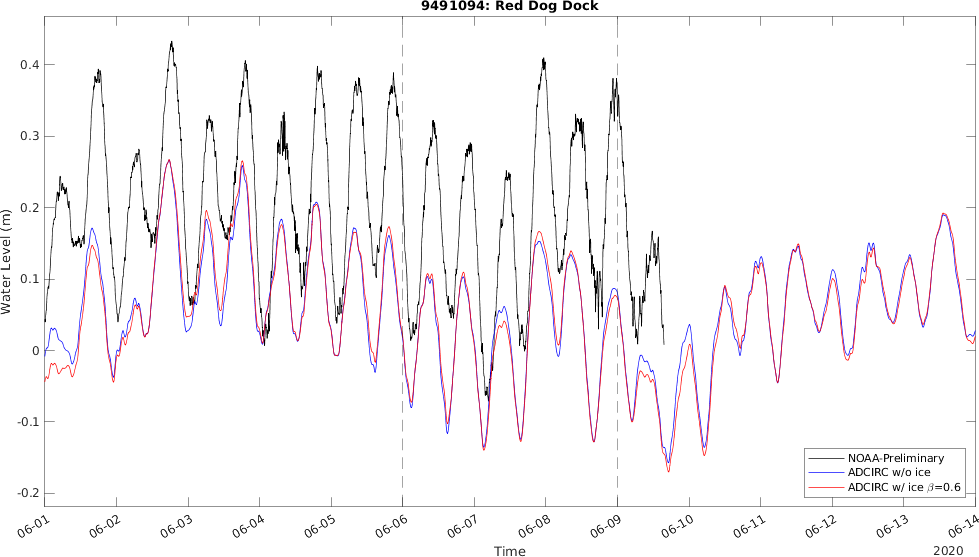 9491094: Red Dog Dock
Water Level (m)
0.4
0.3
0.2
0.1
0
-0.1
-0.2
NOAA-Preliminary
ADCIRC w/o ice
ADCIRC w/ ice β=0.6
06-01 06-02 06-03 06-04 06-05 06-06 06-07 06-08 06-09 06-10 06-11 06-12 06-13 06-14
Time
2020